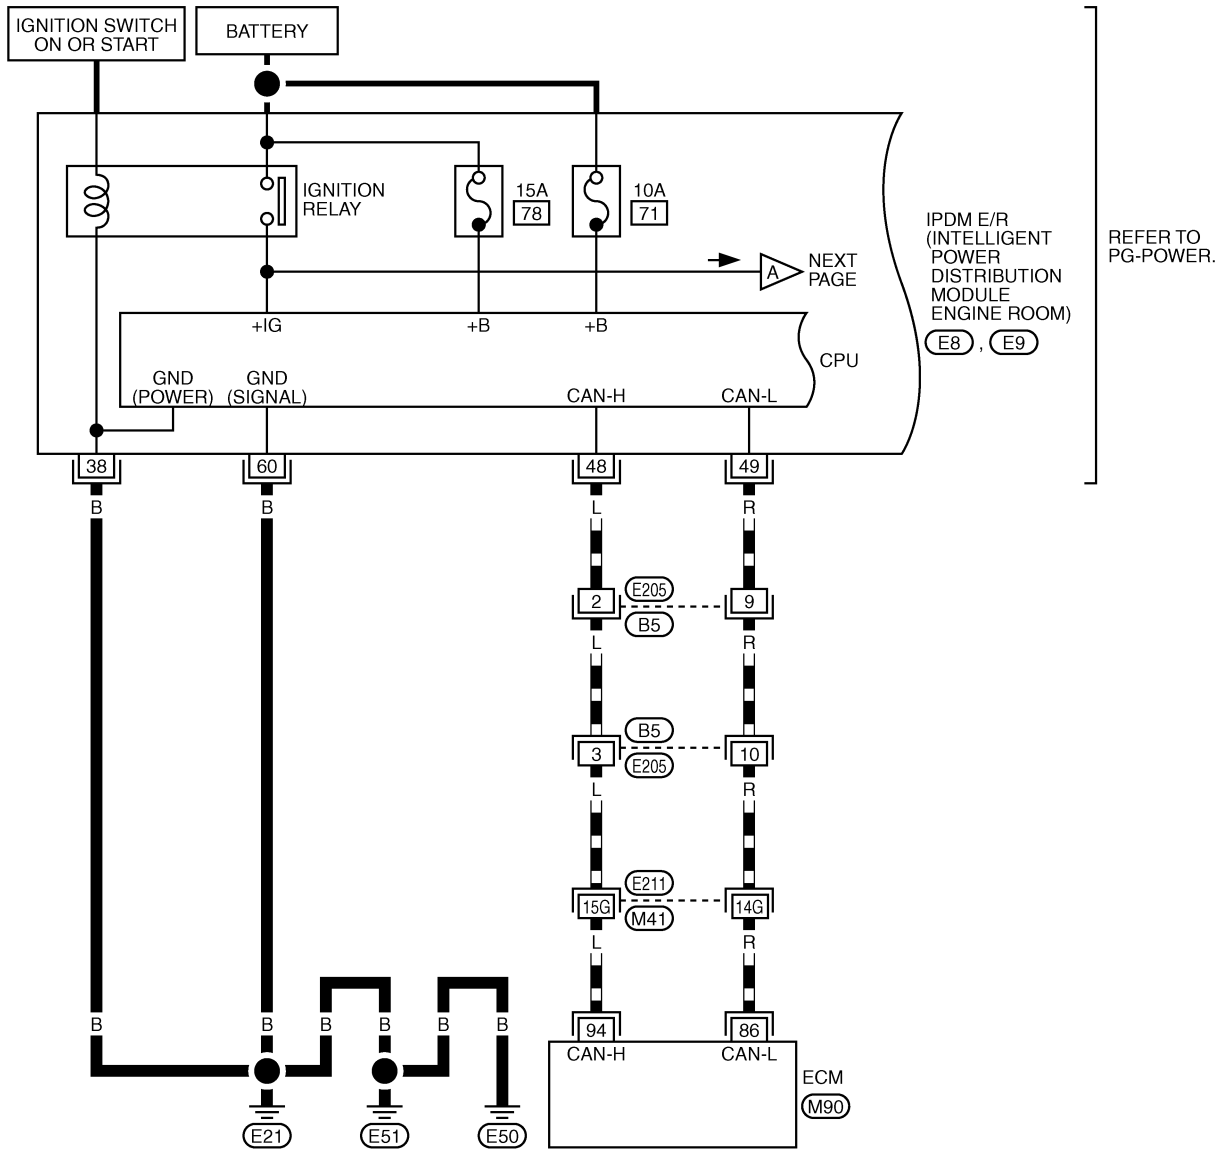 IGNITION SWITCH
ON OR START
BATTERY
IGNITION
RELAY
15A
78
10A
71
A
NEXT
PAGE
IPDM E/R
(INTELLIGENT
POWER
DISTRIBUTION
MODULE
ENGINE ROOM)
E8 , E9
REFER TO
PG-POWER.
+IG
+B
+B
CPU
GND
(POWER)
GND
(SIGNAL)
CAN-H
CAN-L
38
60
48
49
B
B
L
R
2
E205
B5
9
L
R
3
B5
E205
10
L
R
15G
E211
M41
14G
L
R
B
B
B
B
B
B
94
86
CAN-H
CAN-L
ECM
M90
E21
E51
E50